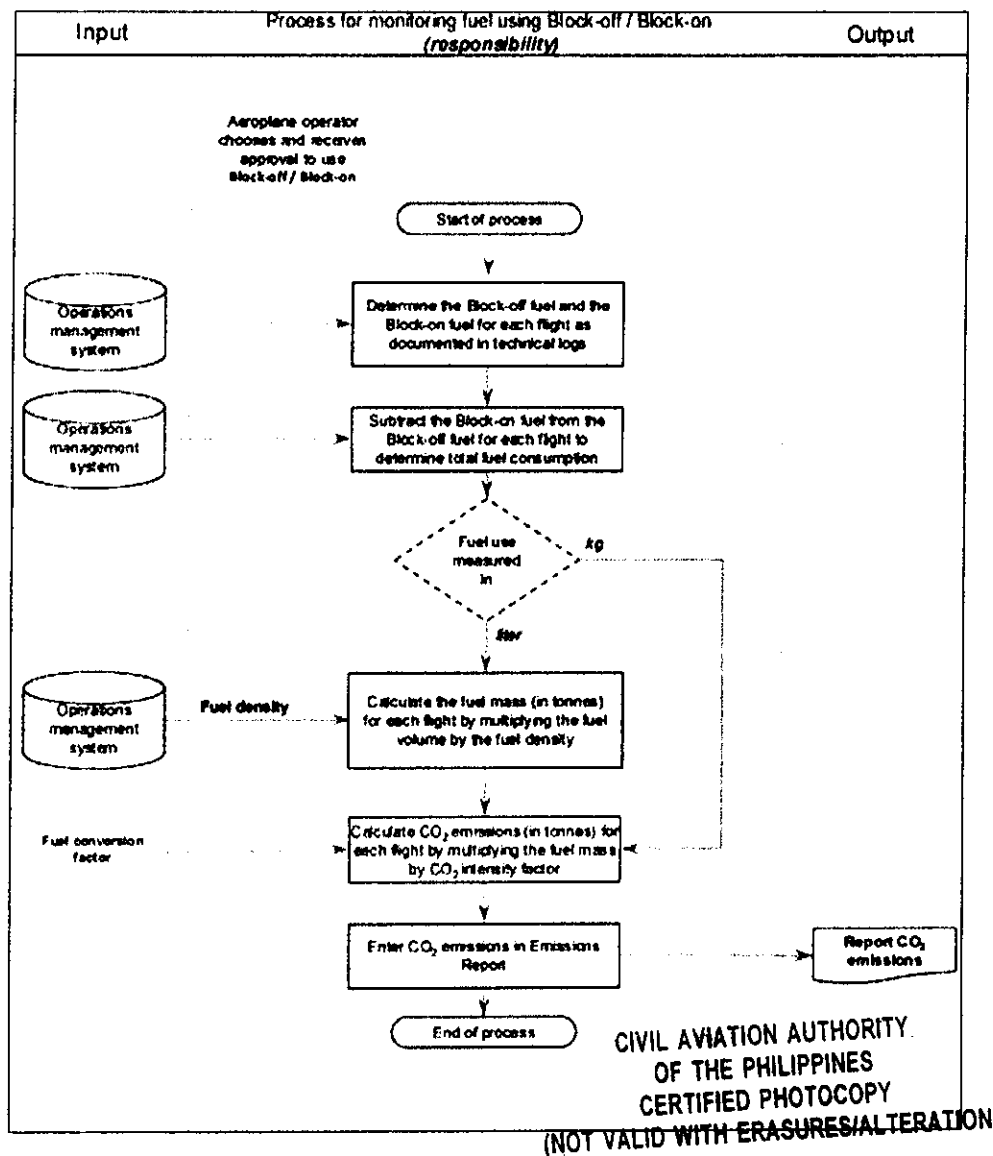 Input
Process for monitoring fuel using Block-off / Block-on
(responsibility)
Output
Aeroplane operator
chooses and receives
approval to use
Block-off / Block-on
Start of process
Operations
management
system
Determine the Block-off fuel and the
Block-on fuel for each flight as
documented in technical logs
Operations
management
system
Subtract the Block-on fuel from the
Block-off fuel for each flight to
determine total fuel consumption
Fuel use
measured
in
kg
liter
Operations
management
system
Fuel density
Calculate the fuel mass (in tonnes)
for each flight by multiplying the fuel
volume by the fuel density
Fuel conversion
factor
Calculate CO₂ emissions (in tonnes) for
each flight by multiplying the fuel mass
by CO₂ intensity factor
Enter CO₂ emissions in Emissions
Report
Report CO₂
emissions
End of process
CIVIL AVIATION AUTHORITY
OF THE PHILIPPINES
CERTIFIED PHOTOCOPY
(NOT VALID WITH ERASURES/ALTERATION